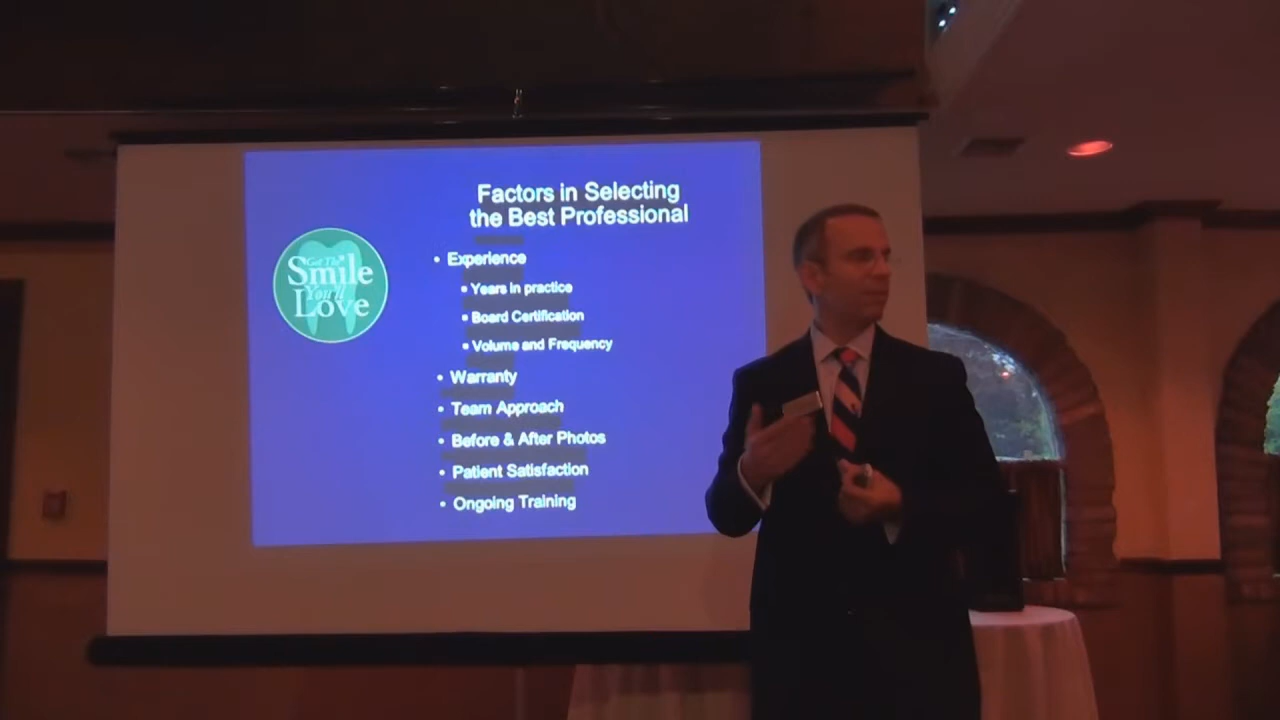 Factors in Selecting
the Best Professional
Get The
Smile
You'll
Love
• Experience
▪ Years in practice
▪ Board Certification
▪ Volume and Frequency
• Warranty
• Team Approach
• Before & After Photos
• Patient Satisfaction
• Ongoing Training